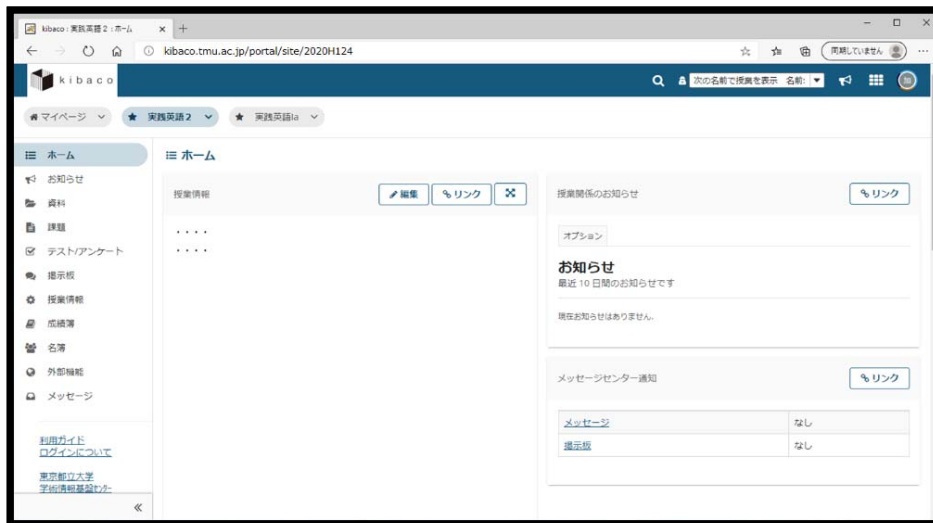 kibaco : 実践英語2 : ホーム
kibaco.tmu.ac.jp/portal/site/2020H124
同期していません
kibaco
次の名前で授業を表示 名前:
マイページ
実践英語2
実践英語Ia
ホーム
お知らせ
資料
課題
テスト/アンケート
掲示板
授業情報
成績簿
名簿
外部機能
メッセージ
利用ガイド
ログインについて
東京都立大学
学術情報基盤センター
«
ホーム
授業情報
編集
リンク
・・・・
・・・・
授業関係のお知らせ
リンク
オプション
お知らせ
最近 10 日間のお知らせです
現在お知らせはありません.
メッセージセンター通知
リンク
メッセージ なし
掲示板 なし